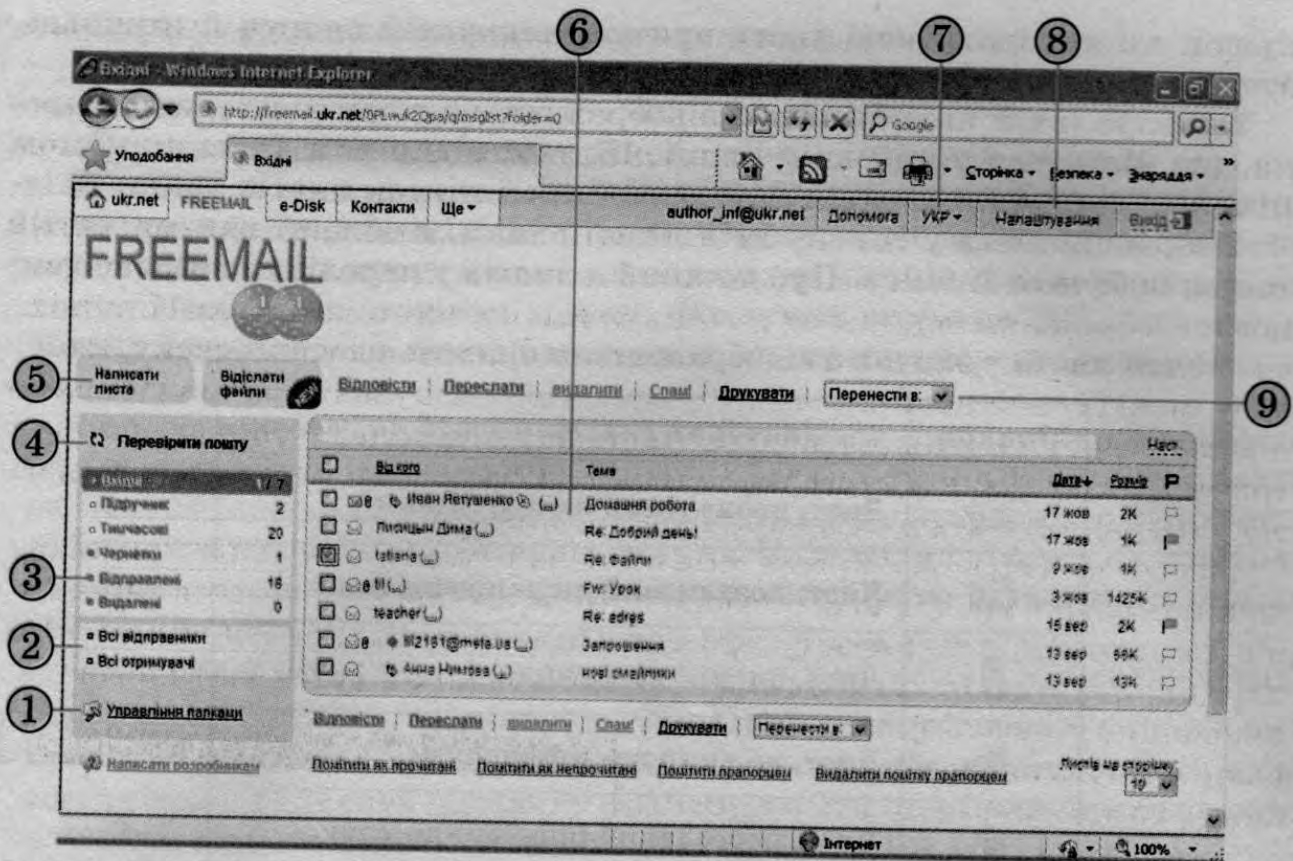 6 7 8
Вхідні - Windows Internet Explorer
http://freemail.ukr.net/ Google
Уподобання Вхідні Сторінка Безпека Знаряддя »
ukr.net FREEMAIL e-Disk Контакти Ще author_inf@ukr.net Допомога УКР Налаштування Вихід
FREEMAIL
5 Написати листа Відіслати файли NEW Відповісти Переслати видалити Спам! Друкувати Перенести в: 9
4 Перевірити пошту Наст.
Від кого Тема Дата Розмір
Вхідні 1/7
Підручник 2
Тимчасові 20
Чернетки 1
3 Відправлені 16
Видалені 0
2 Всі відправники
Всі отримувачі
1 Управління папками
Написати розробникам
Иван Явтушенко (...) Домашня робота 17 жов 2K
Лисицын Дима (...) Re: Добрий день! 17 жов 1K
tatiana (...) Re: Файли 9 жов 1K
(...) Fw: Урок 3 жов 1425K
teacher (...) Re: adres 15 вер 2K
(...) Запрошення 13 вер
Анна (...) нові смайлики 13 вер 13K
Відповісти Переслати видалити Спам! Друкувати Перенести в:
Помітити як прочитані Помітити як непрочитані Помітити прапорцем Видалити помітку прапорцем Листів на сторінку
10
Інтернет 100%